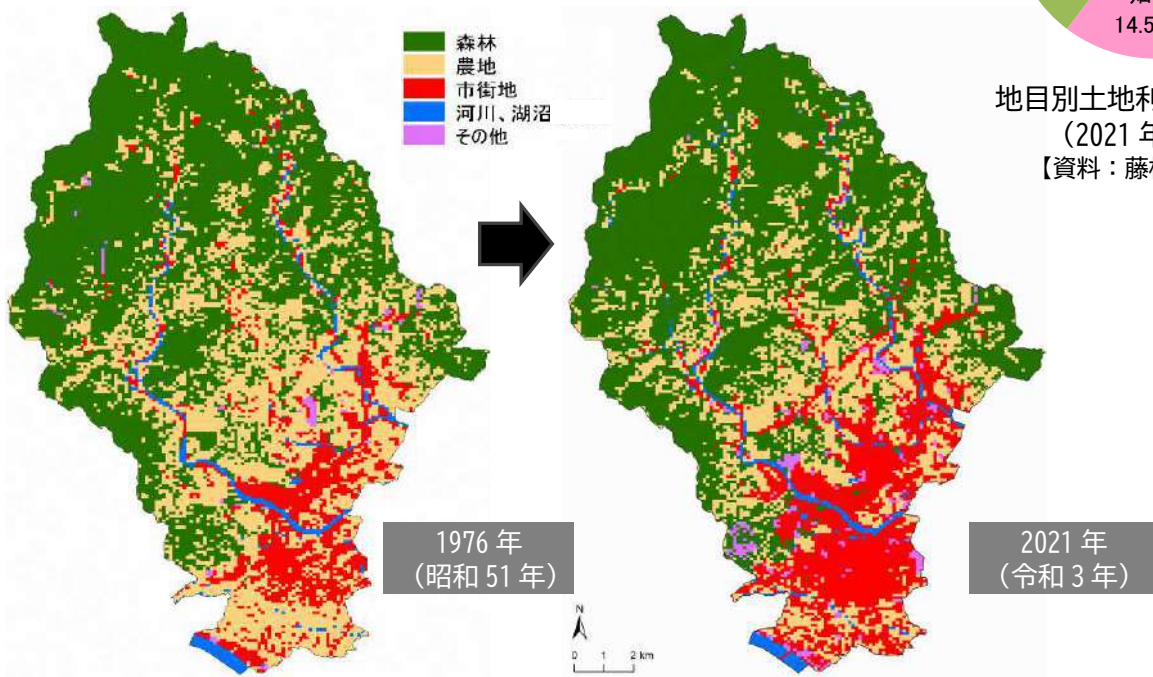 14.5
地目別土地利
（2021 年
【資料：藤
森林
農地
市街地
河川、湖沼
その他
1976 年
（昭和 51 年）
2021 年
（令和 3 年）
N
0 1 2 km